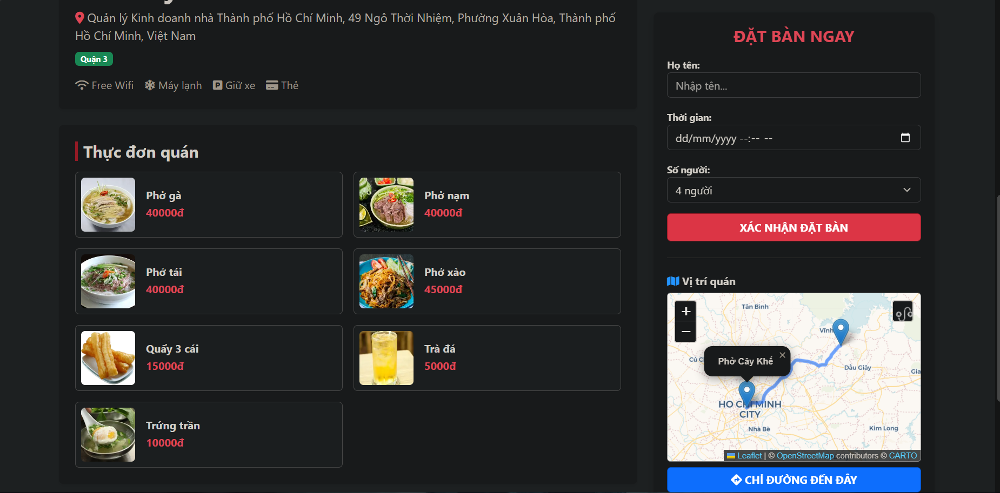 Quản lý Kinh doanh nhà Thành phố Hồ Chí Minh, 49 Ngô Thời Nhiệm, Phường Xuân Hòa, Thành phố
Hồ Chí Minh, Việt Nam
Quận 3
Free Wifi Máy lạnh Giữ xe Thẻ
Thực đơn quán
Phở gà
40000đ
Phở nạm
40000đ
Phở tái
40000đ
Phở xào
45000đ
Quẩy 3 cái
15000đ
Trà đá
5000đ
Trứng trần
10000đ
ĐẶT BÀN NGAY
Họ tên:
Nhập tên...
Thời gian:
dd/mm/yyyy --:-- --
Số người:
4 người
XÁC NHẬN ĐẶT BÀN
Vị trí quán
+
−
Tân Bình
Vĩnh
Củ C
Phở Cây Khế ×
Dầu Giây
Gia
HO CHI MINH
CITY
Nhà Bè
Kim Long
Leaflet | © OpenStreetMap contributors © CARTO
CHỈ ĐƯỜNG ĐẾN ĐÂY